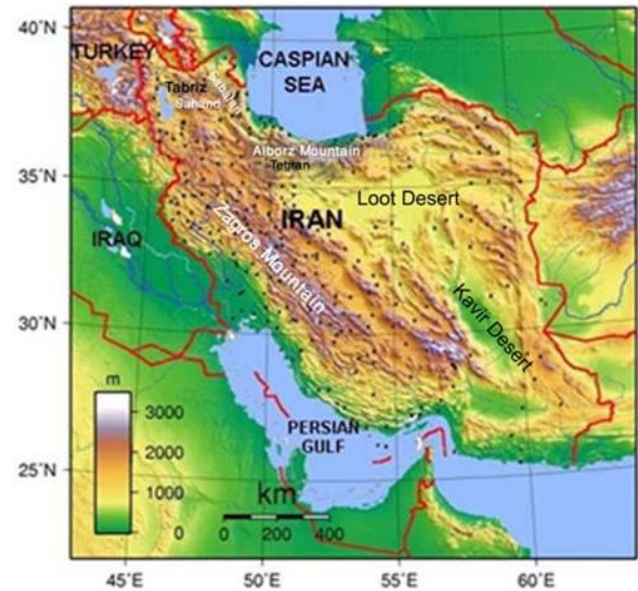 40°N
TURKEY
CASPIAN
SEA
Tabriz
Sabalan
Sahand
Alborz Mountain
Tehran
35°N
Loot Desert
IRAN
IRAQ
Zagros Mountain
Kavir Desert
30°N
m
3000
2000
1000
0
PERSIAN
GULF
25°N
km
0 200 400
45°E 50°E 55°E 60°E